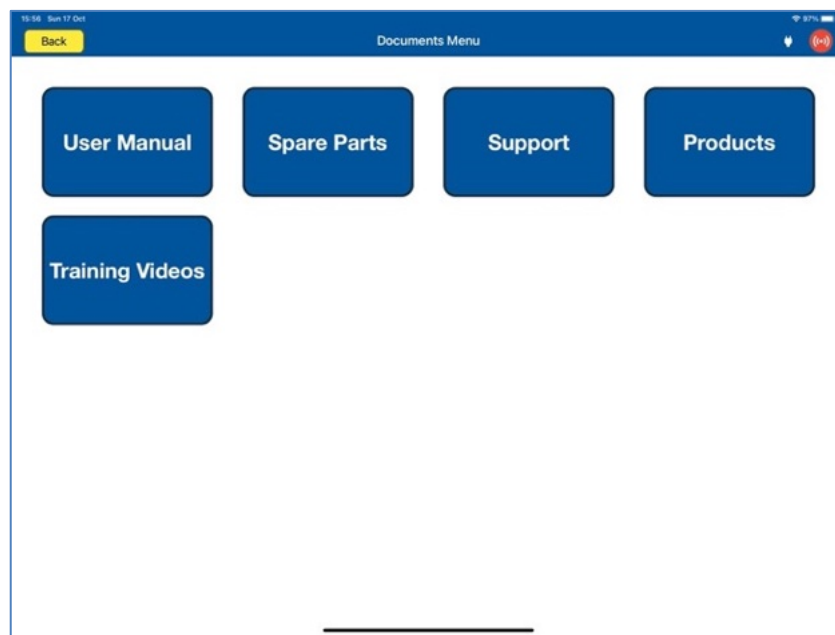 15:56 Sun 17 Oct 97%
Back Documents Menu
User Manual Spare Parts Support Products
Training Videos